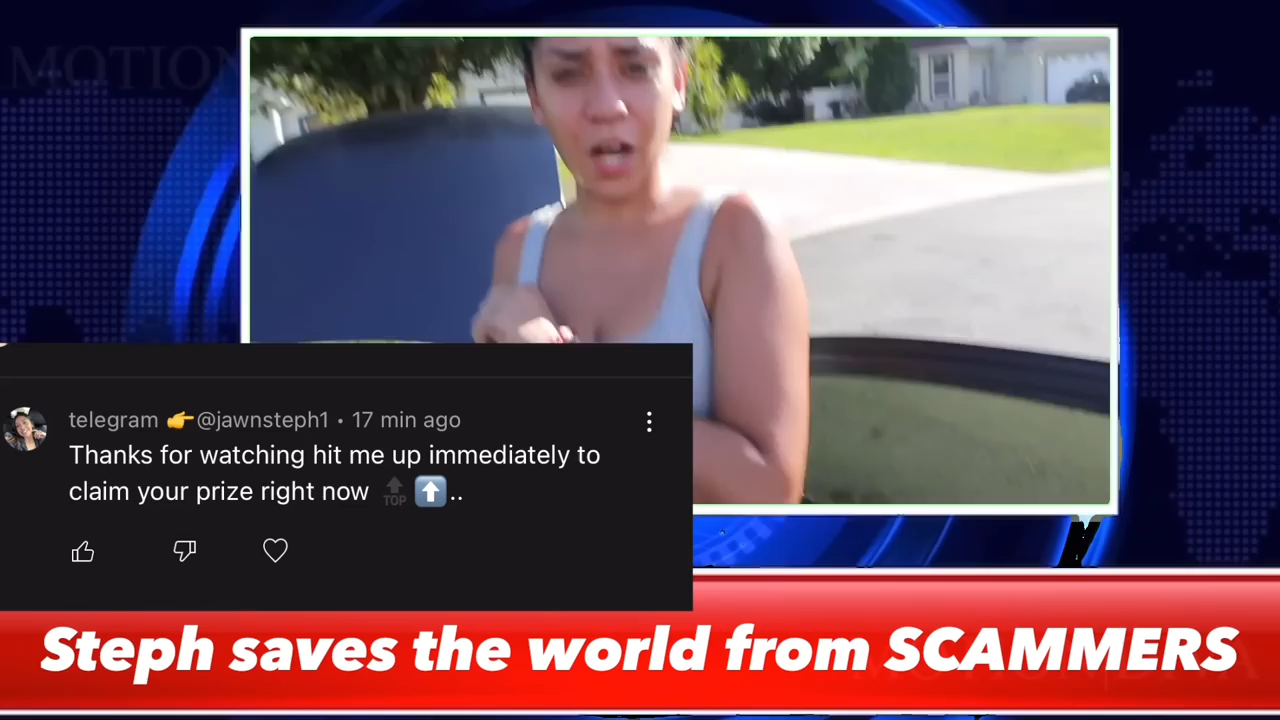 MOTION
telegram 👉@jawnsteph1 • 17 min ago
Thanks for watching hit me up immediately to
claim your prize right now 🔝 ⬆️..
Steph saves the world from SCAMMERS